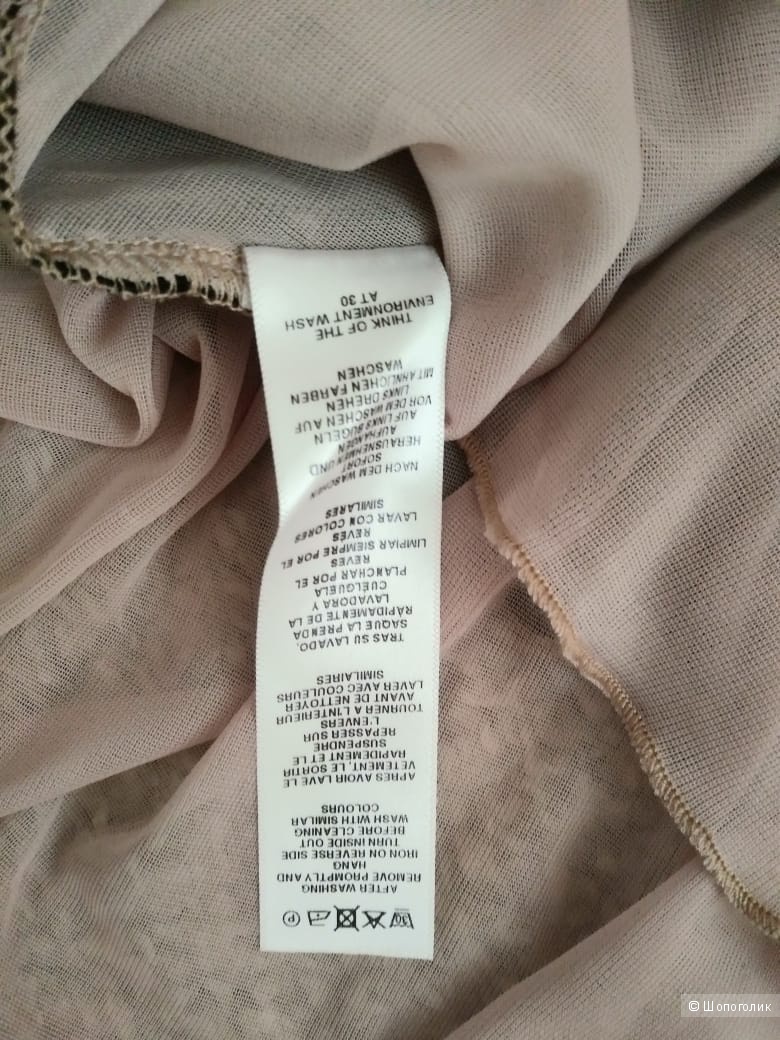 30 P
AFTER WASHING
REMOVE PROMPTLY AND
HANG
IRON ON REVERSE SIDE
TURN INSIDE OUT
BEFORE CLEANING
WASH WITH SIMILAR
COLOURS
APRES AVOIR LAVE LE
VETEMENT, LE SORTIR
RAPIDEMENT ET LE
SUSPENDRE
REPASSER SUR
L'ENVERS
TOURNER A L'INTERIEUR
AVANT DE NETTOYER
LAVER AVEC COULEURS
SIMILAIRES
TRAS SU LAVADO,
SAQUE LA PRENDA
RÁPIDAMENTE DE LA
LAVADORA Y
CUELGUELA
PLANCHAR POR EL
REVES
LIMPIAR SIEMPRE POR EL
REVÉS
LAVAR CON COLORES
SIMILARES
NACH DEM WASCHEN
SOFORT
HERAUSNEHMEN UND
AUFHANGEN
AUF LINKS BUGELN
VOR DEM WASCHEN AUF
LINKS DREHEN
MIT AHNLICHEN FARBEN
WASCHEN
THINK OF THE
ENVIRONMENT WASH
AT 30
© Шопоголик